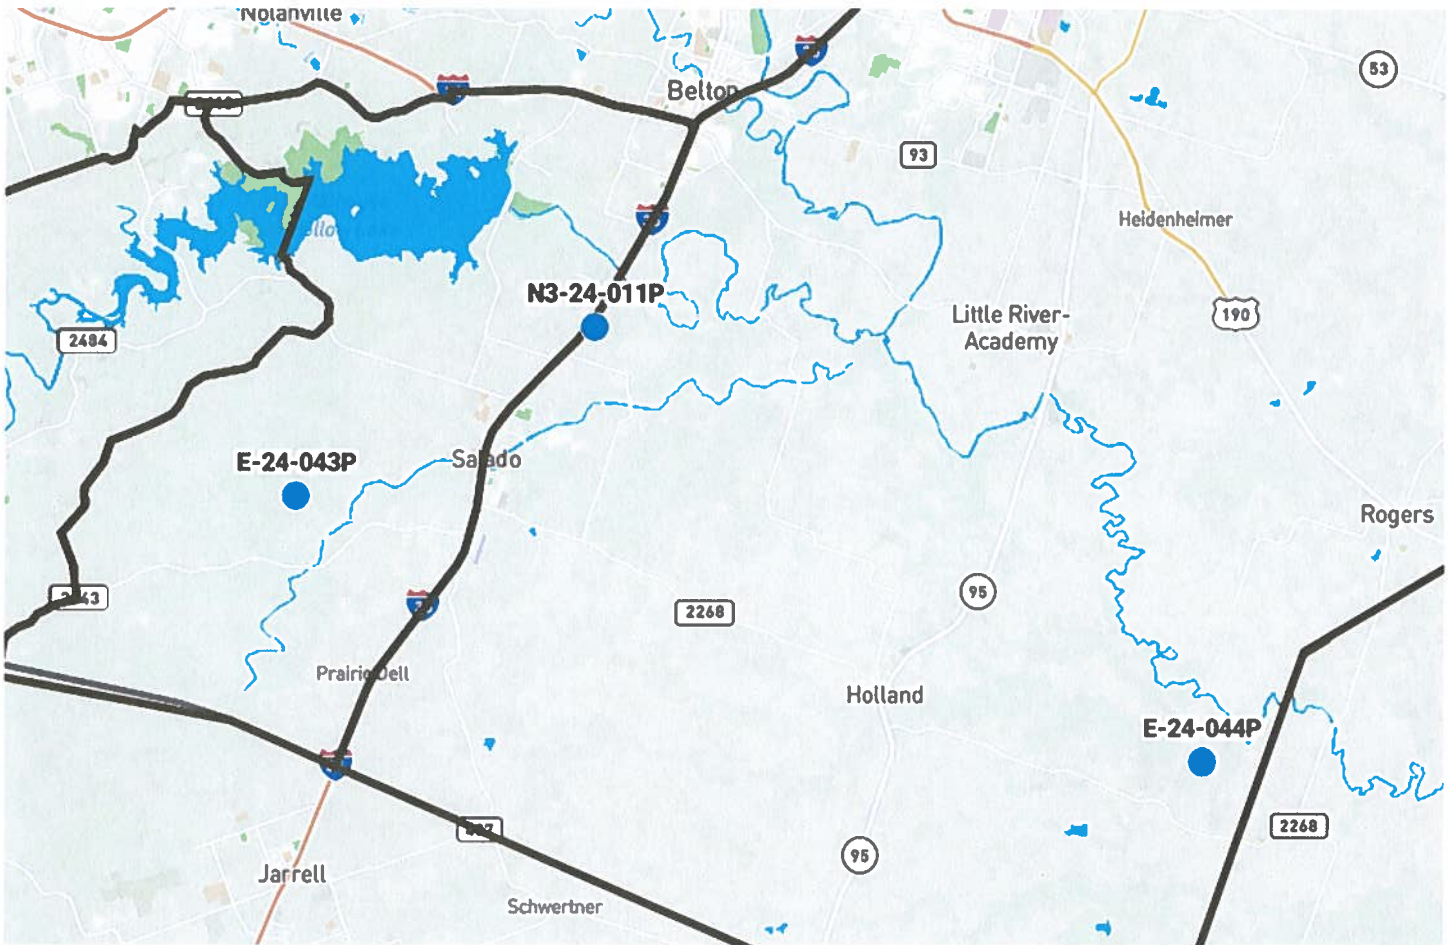 Nolanville
53
Belton
93
Heidenheimer
N3-24-011P
190
Little River-
Academy
2484
Salado
E-24-043P
Rogers
95
2268
Prairie Dell
Holland
E-24-044P
2268
95
Jarrell
Schwertner